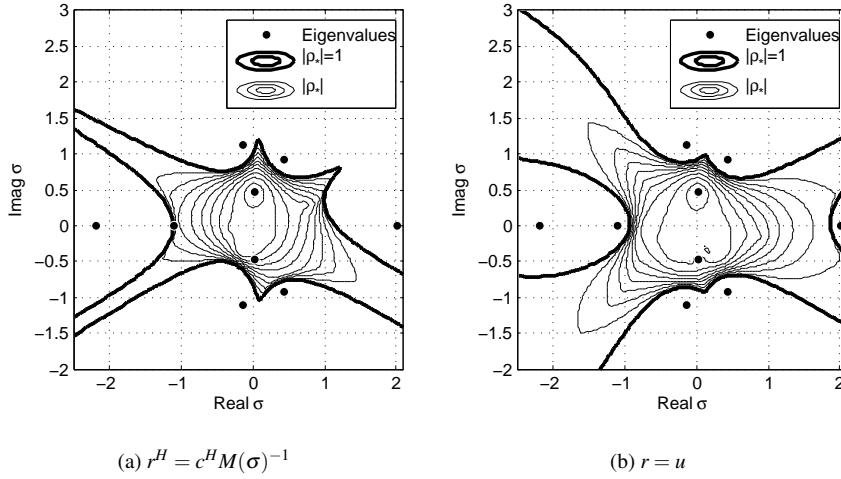 3
2.5
2
1.5
1
0.5
0
−0.5
−1
−1.5
−2
−2 −1 0 1 2
Real σ
Imag σ
Eigenvalues
|ρ*|=1
|ρ*|
(a) r^H = c^H M(σ)^−1
3
2.5
2
1.5
1
0.5
0
−0.5
−1
−1.5
−2
−2 −1 0 1 2
Real σ
Imag σ
Eigenvalues
|ρ*|=1
|ρ*|
(b) r = u